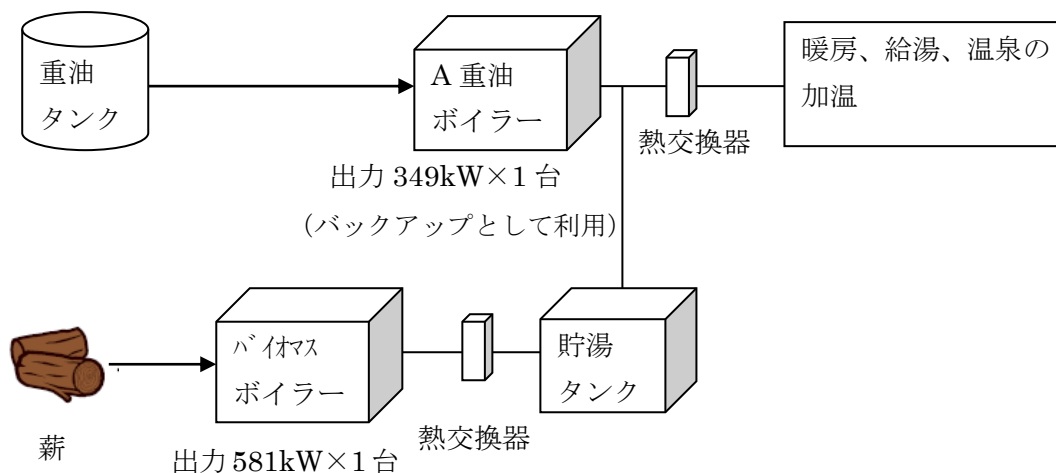 重油
タンク
A 重油
ボイラー
暖房、給湯、温泉の
加温
熱交換器
出力 349kW×1 台
（バックアップとして利用）
ﾊﾞｲｵﾏｽ
ボイラー
貯湯
タンク
薪
熱交換器
出力 581kW×1 台